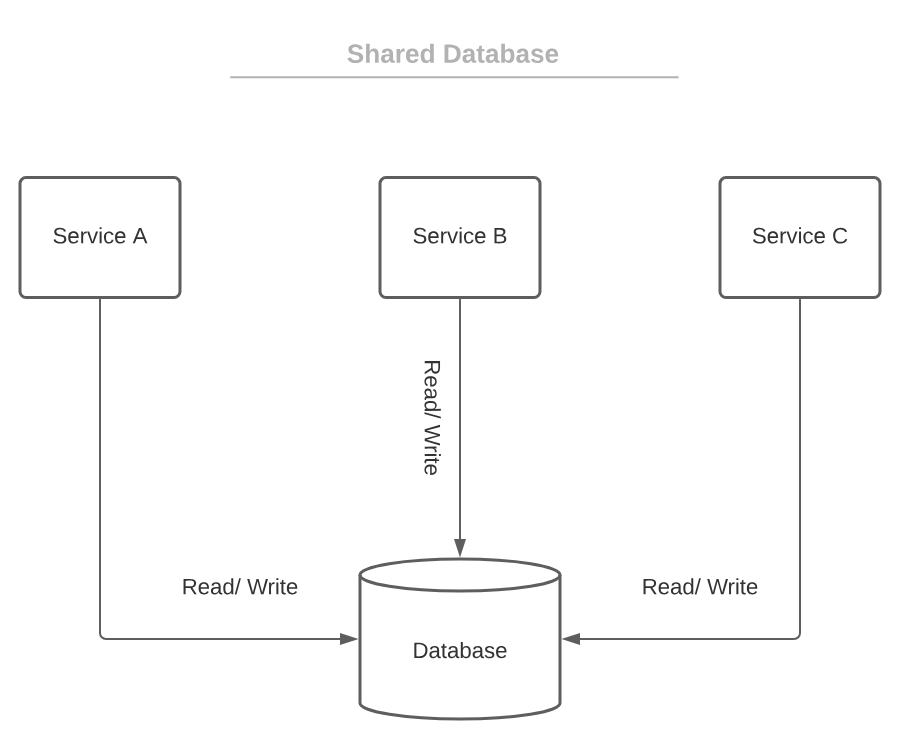 Shared Database
Service A
Service B
Service C
Read/ Write
Read/ Write
Read/ Write
Database